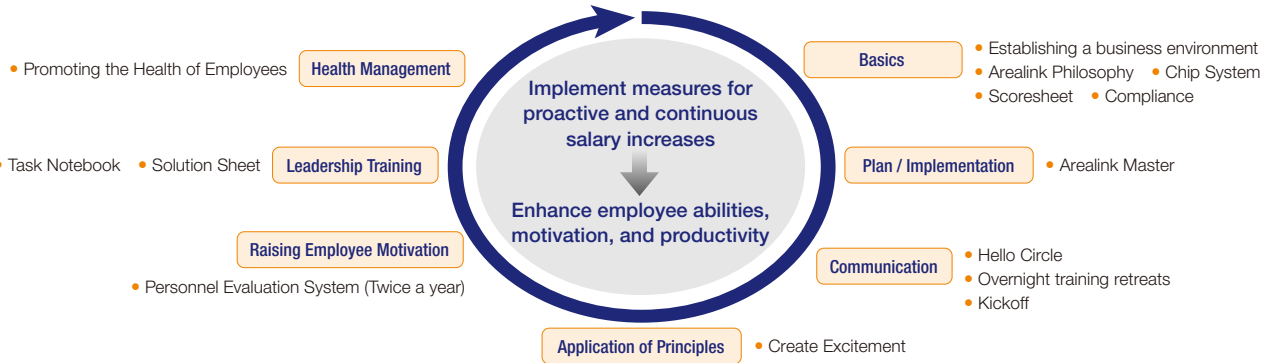 Implement measures for
proactive and continuous
salary increases
Enhance employee abilities,
motivation, and productivity
Basics
• Establishing a business environment
• Arealink Philosophy • Chip System
• Scoresheet • Compliance
Plan / Implementation
• Arealink Master
Communication
• Hello Circle
• Overnight training retreats
• Kickoff
Application of Principles
• Create Excitement
Raising Employee Motivation
• Personnel Evaluation System (Twice a year)
Leadership Training
• Task Notebook • Solution Sheet
Health Management
• Promoting the Health of Employees